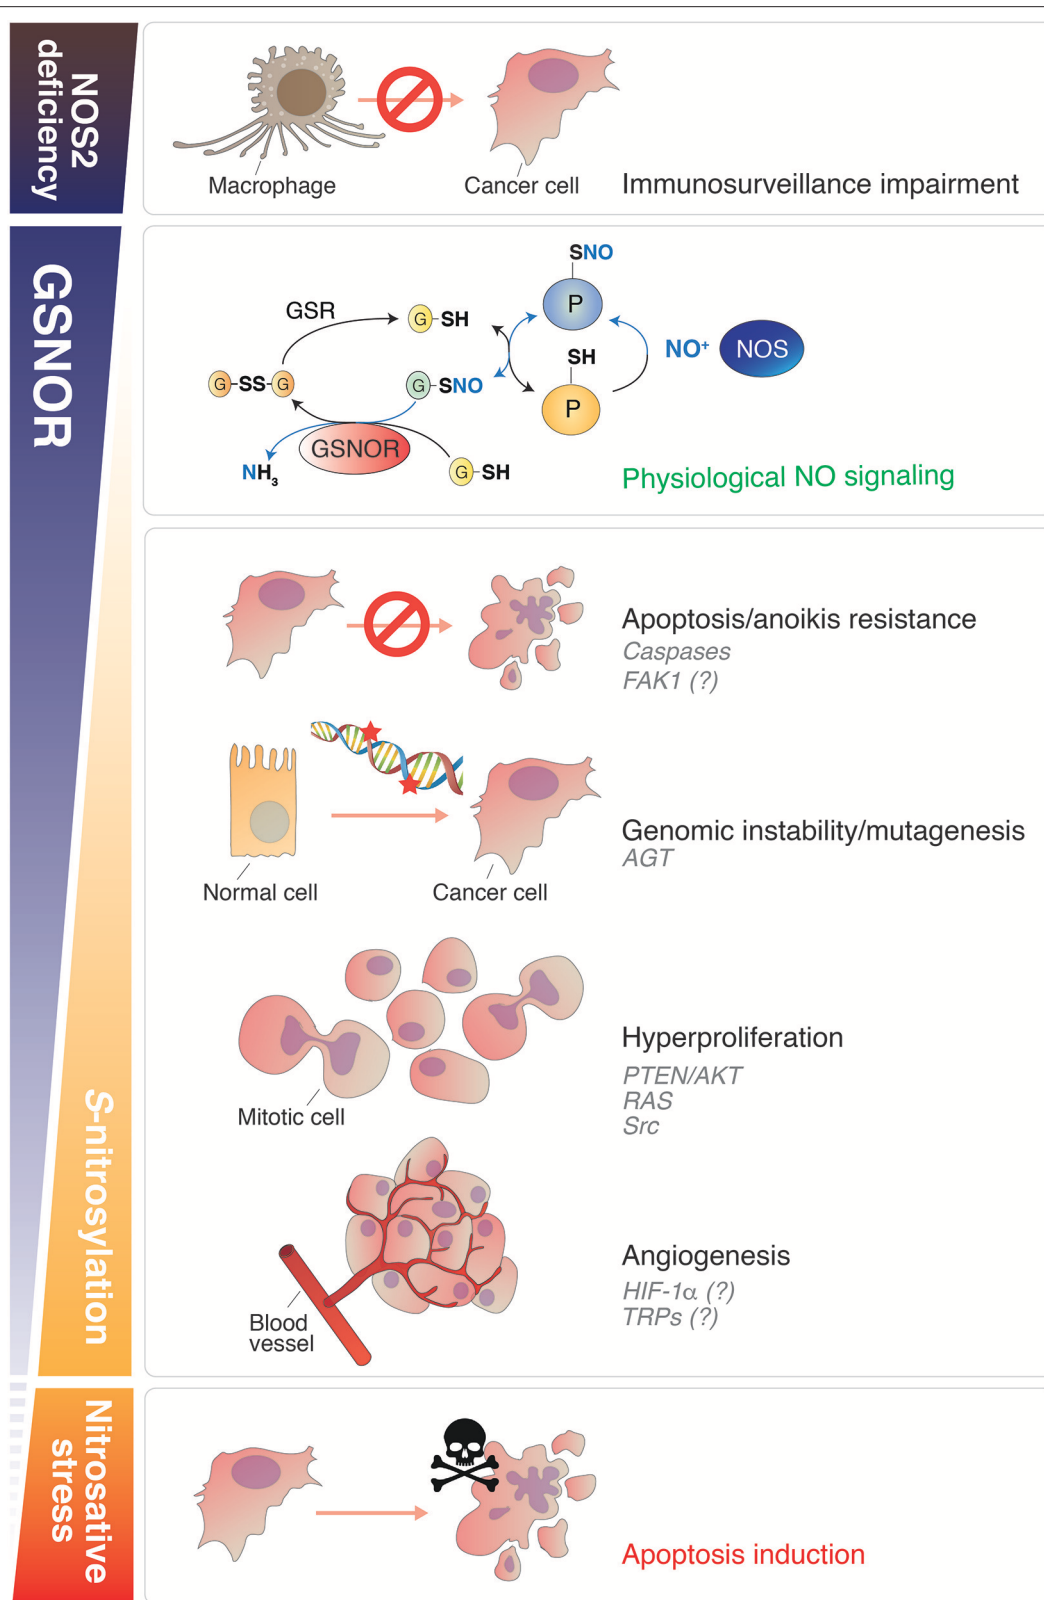 NOS2
deficiency
Macrophage
Cancer cell
Immunosurveillance impairment
GSNOR
SNO
P
GSR
G-SH
SH
NO⁺
NOS
G-SS-G
G-SNO
P
GSNOR
NH₃
G-SH
Physiological NO signaling
S-nitrosylation
Apoptosis/anoikis resistance
Caspases
FAK1 (?)
Normal cell
Cancer cell
Genomic instability/mutagenesis
AGT
Mitotic cell
Hyperproliferation
PTEN/AKT
RAS
Src
Blood
vessel
Angiogenesis
HIF-1α (?)
TRPs (?)
Nitrosative
stress
Apoptosis induction